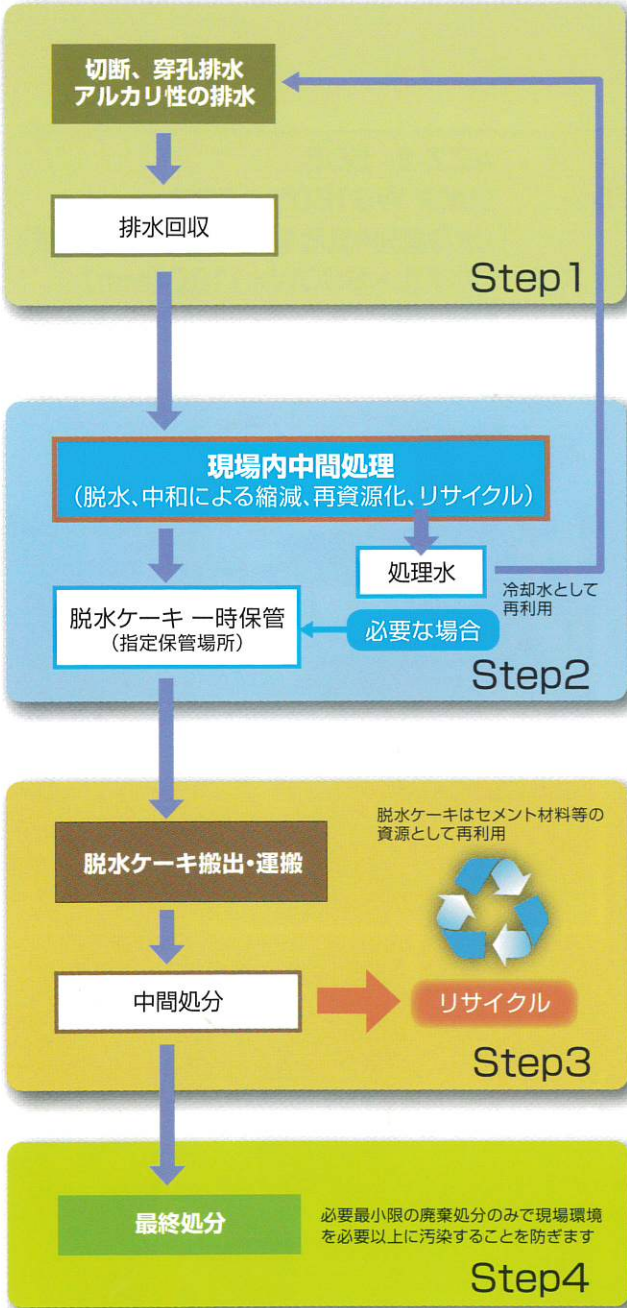 切断、穿孔排水
アルカリ性の排水
排水回収
Step1
現場内中間処理
(脱水、中和による縮減、再資源化、リサイクル)
処理水
冷却水として
再利用
脱水ケーキ 一時保管
(指定保管場所)
必要な場合
Step2
脱水ケーキはセメント材料等の
資源として再利用
脱水ケーキ搬出・運搬
中間処分
リサイクル
Step3
最終処分
必要最小限の廃棄処分のみで現場環境
を必要以上に汚染することを防ぎます
Step4